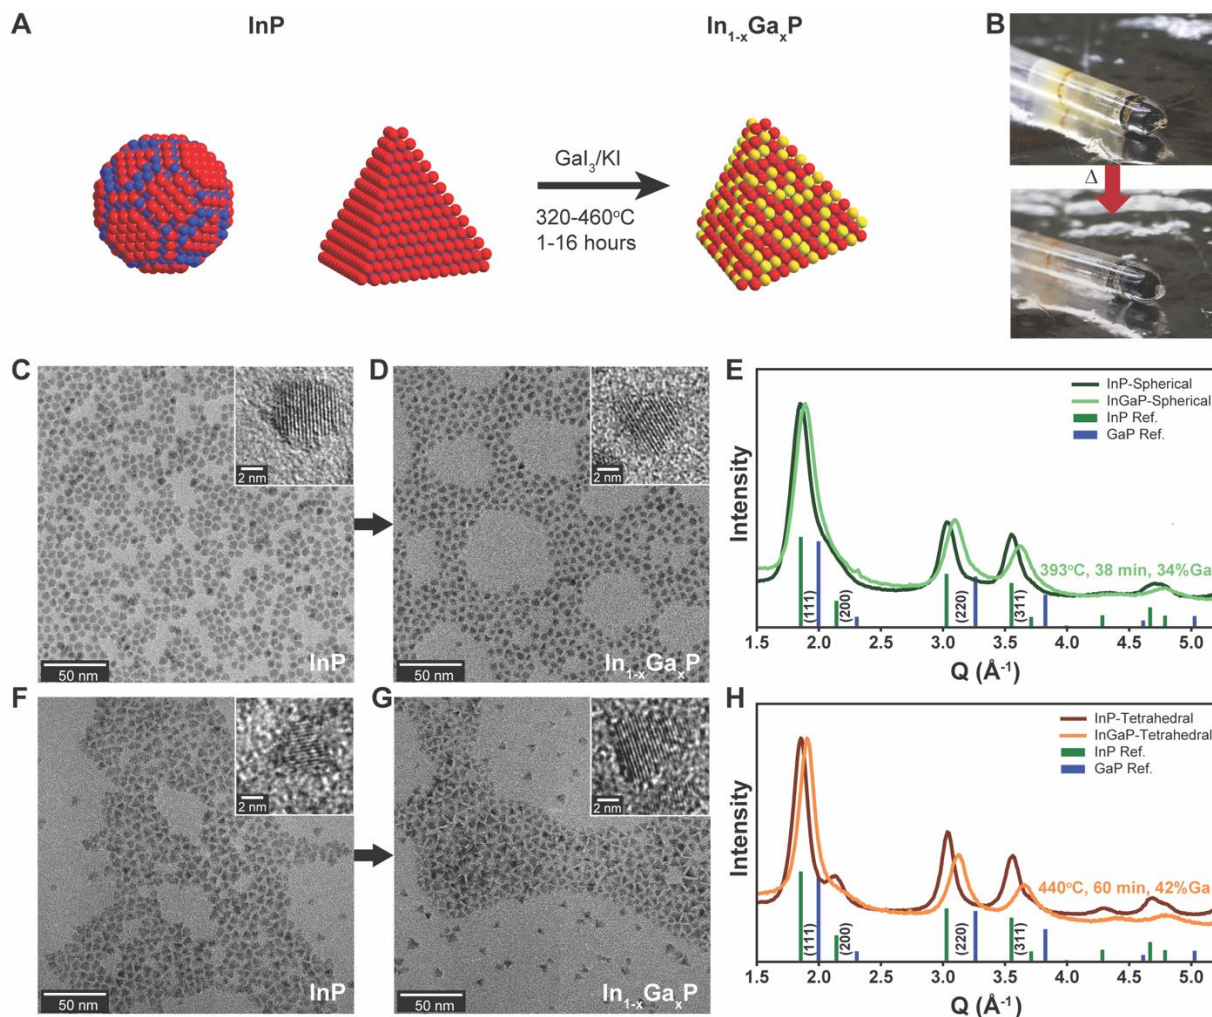 A
InP
In₁₋ₓGaₓP
B
GaI₃/KI
320-460°C
1-16 hours
Δ
C
2 nm
50 nm
InP
D
2 nm
50 nm
In₁₋ₓGaₓP
E
InP-Spherical
InGaP-Spherical
InP Ref.
GaP Ref.
Intensity
393°C, 38 min, 34%Ga
(111)
(200)
(220)
(311)
1.5 2.0 2.5 3.0 3.5 4.0 4.5 5.0
Q (Å⁻¹)
F
2 nm
50 nm
InP
G
2 nm
50 nm
In₁₋ₓGaₓP
H
InP-Tetrahedral
InGaP-Tetrahedral
InP Ref.
GaP Ref.
Intensity
440°C, 60 min, 42%Ga
(111)
(200)
(220)
(311)
1.5 2.0 2.5 3.0 3.5 4.0 4.5 5.0
Q (Å⁻¹)